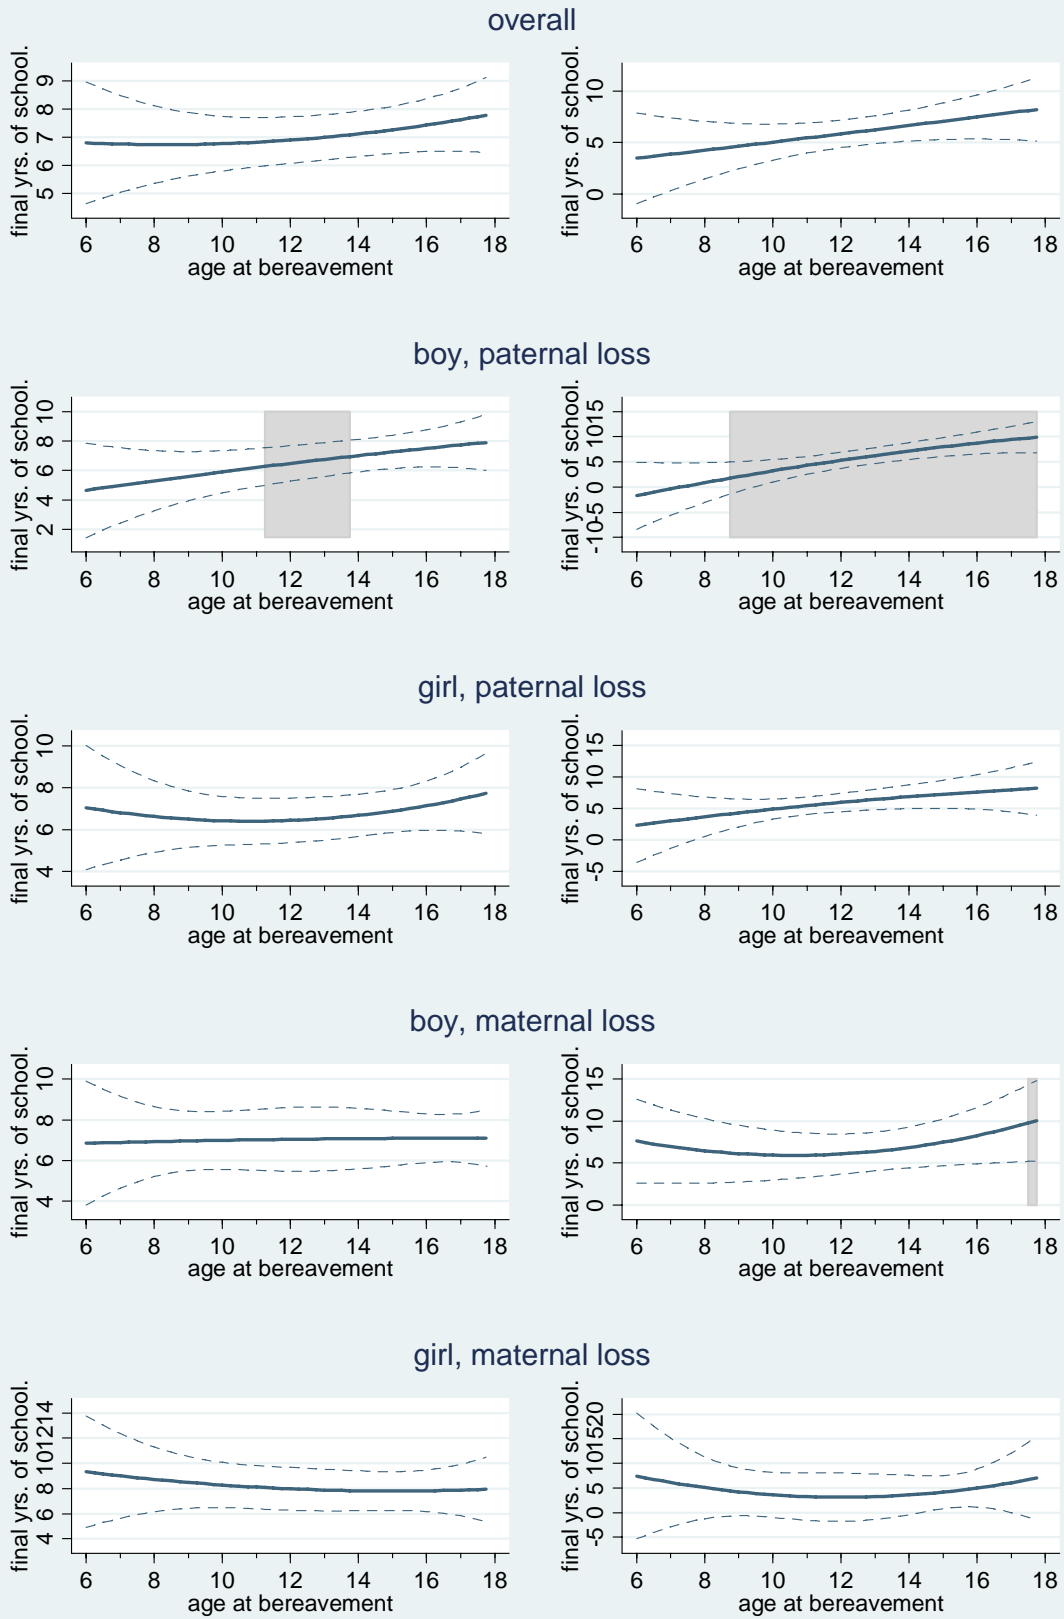 overall
final yrs. of school.
9
8
7
6
5
6 8 10 12 14 16 18
age at bereavement
final yrs. of school.
10
5
0
6 8 10 12 14 16 18
age at bereavement
boy, paternal loss
final yrs. of school.
10
8
6
4
2
6 8 10 12 14 16 18
age at bereavement
final yrs. of school.
15
10
5
0
-5
-10
6 8 10 12 14 16 18
age at bereavement
girl, paternal loss
final yrs. of school.
10
8
6
4
6 8 10 12 14 16 18
age at bereavement
final yrs. of school.
15
10
5
0
-5
6 8 10 12 14 16 18
age at bereavement
boy, maternal loss
final yrs. of school.
10
8
6
4
6 8 10 12 14 16 18
age at bereavement
final yrs. of school.
15
10
5
0
6 8 10 12 14 16 18
age at bereavement
girl, maternal loss
final yrs. of school.
14
12
10
8
6
4
6 8 10 12 14 16 18
age at bereavement
final yrs. of school.
20
15
10
5
0
-5
6 8 10 12 14 16 18
age at bereavement